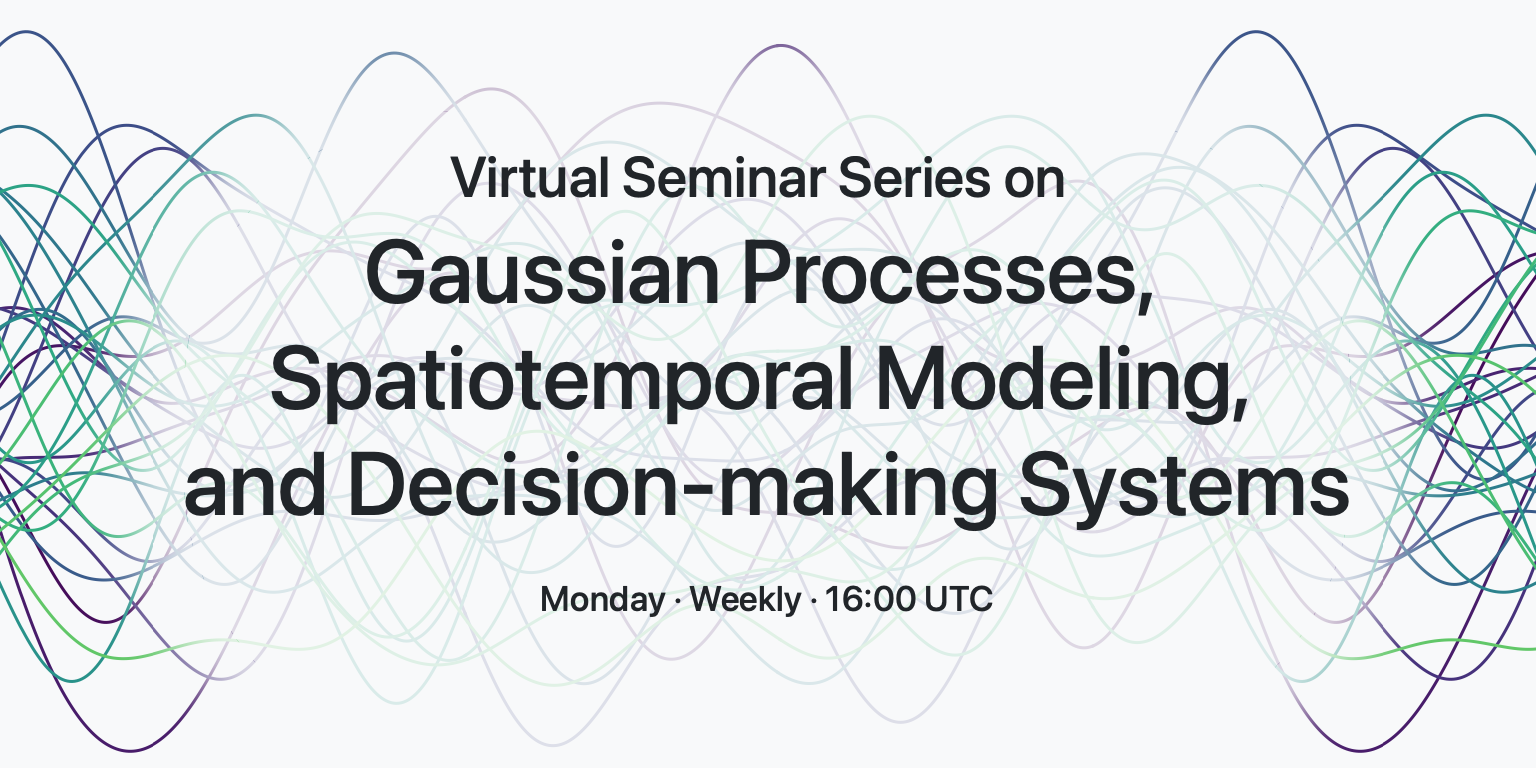 Virtual Seminar Series on
Gaussian Processes,
Spatiotemporal Modeling,
and Decision-making Systems
Monday · Weekly · 16:00 UTC